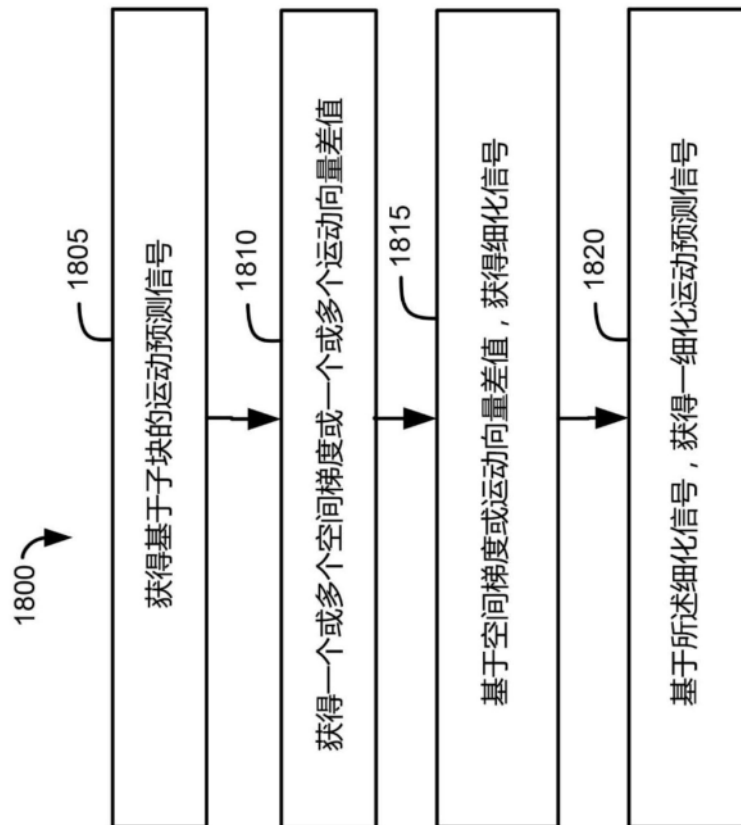 1800
1805
获得基于子块的运动预测信号
1810
获得一个或多个空间梯度或一个或多个运动向量差值
1815
基于空间梯度或运动向量差值，获得细化信号
1820
基于所述细化信号，获得一细化运动预测信号